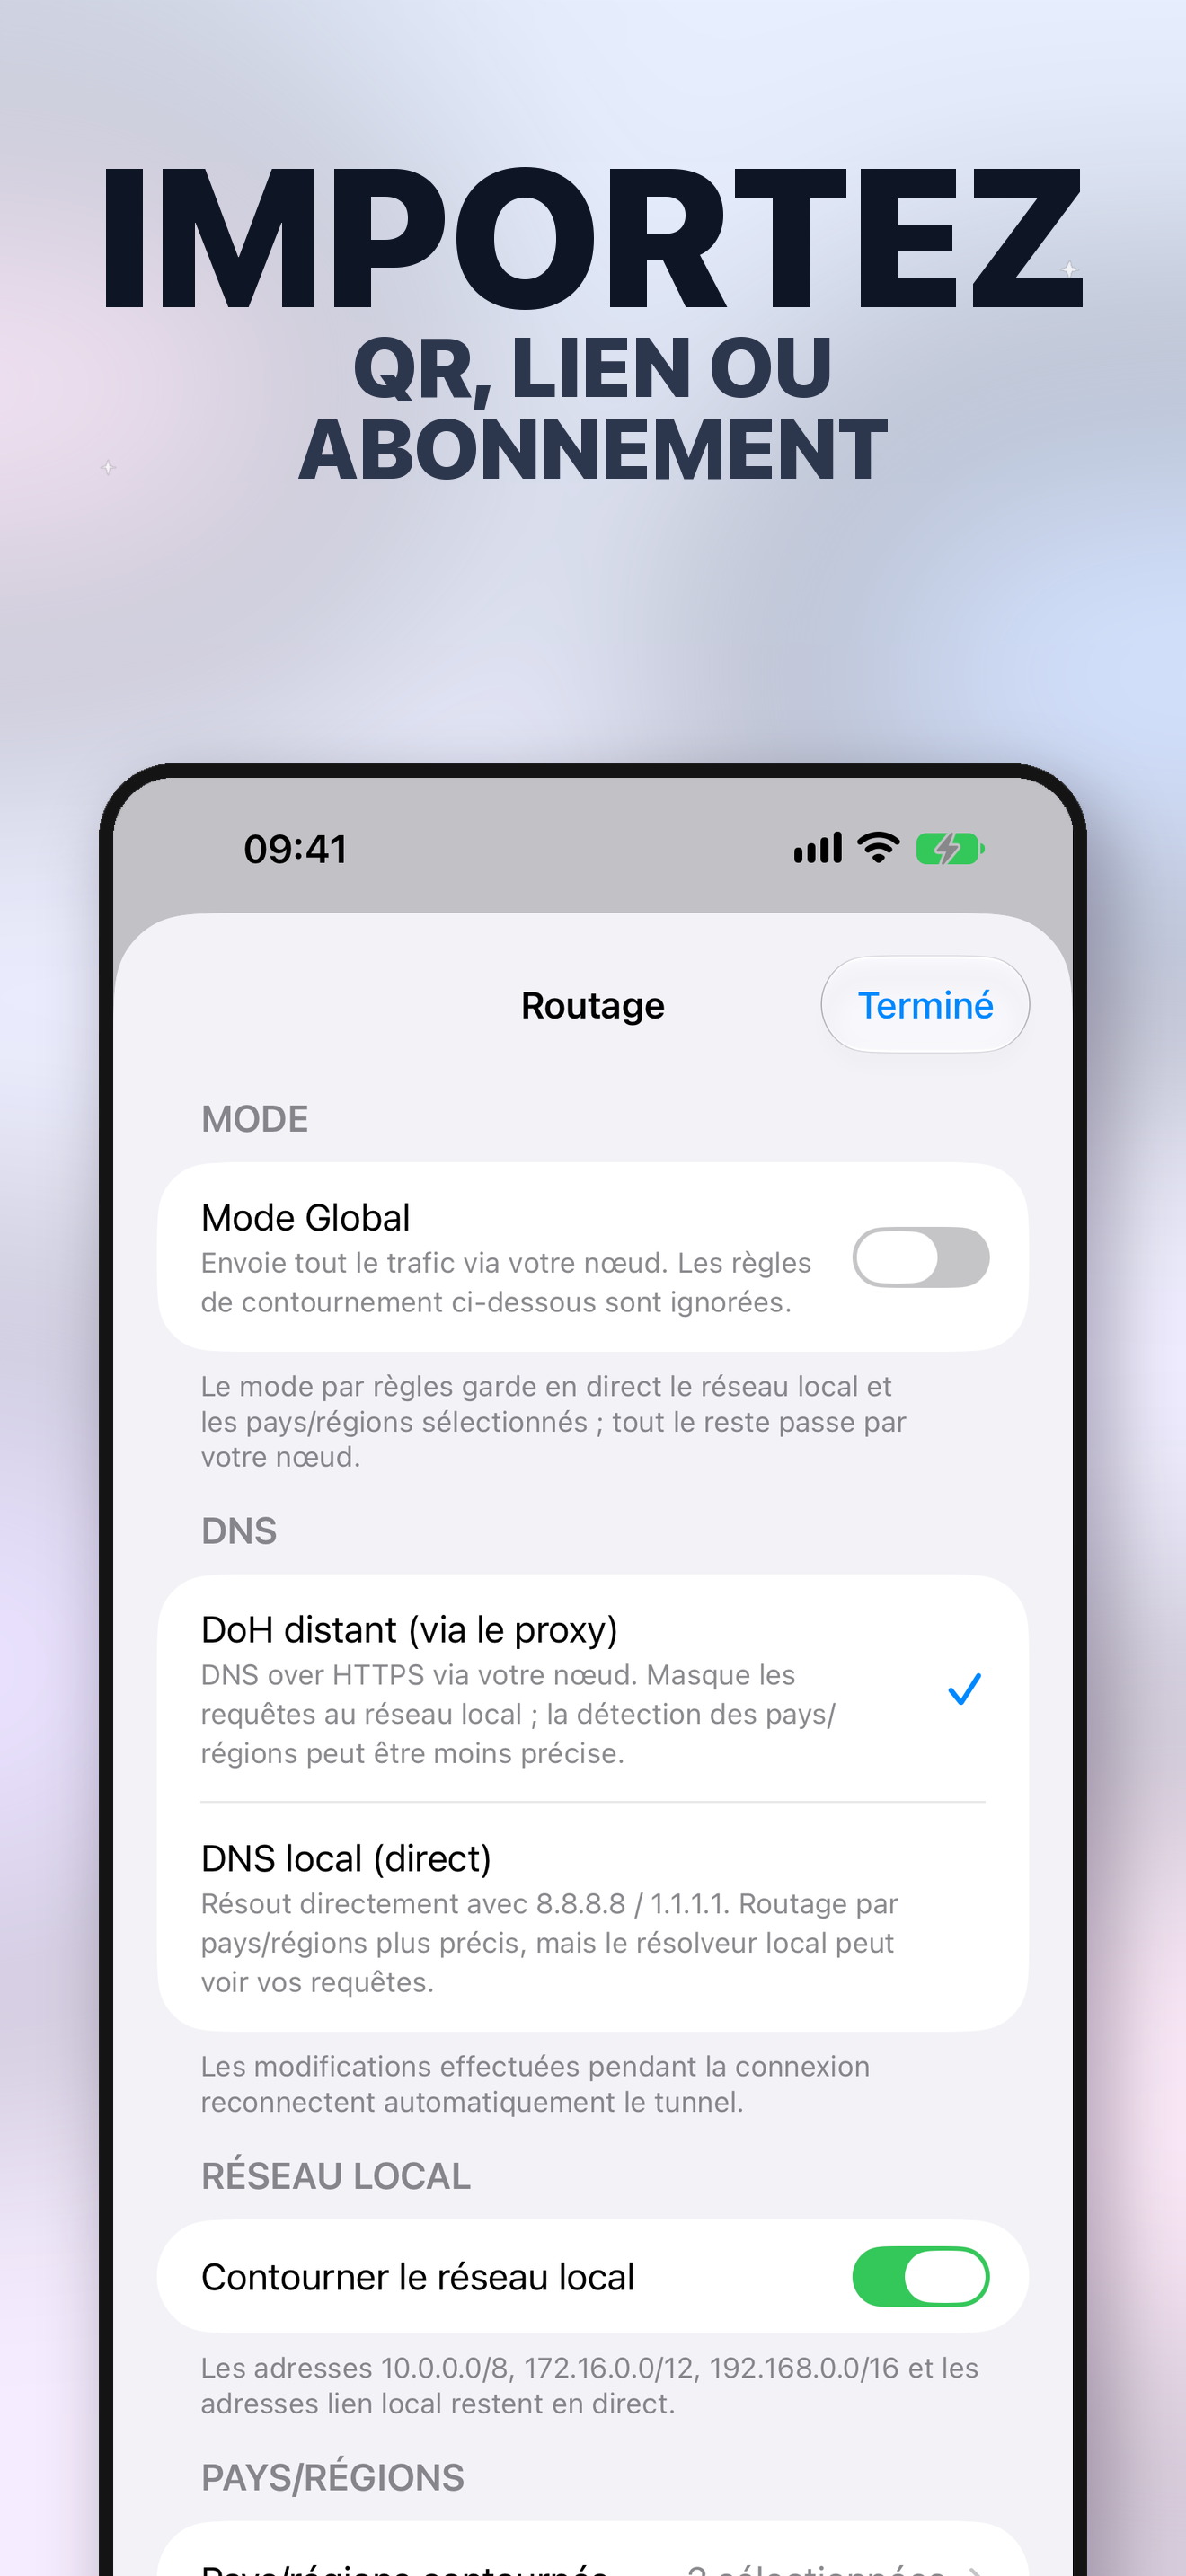 IMPORTEZ
QR, LIEN OU
ABONNEMENT
09:41
Routage
Terminé
MODE
Mode Global
Envoie tout le trafic via votre nœud. Les règles
de contournement ci-dessous sont ignorées.
Le mode par règles garde en direct le réseau local et
les pays/régions sélectionnés ; tout le reste passe par
votre nœud.
DNS
DoH distant (via le proxy)
DNS over HTTPS via votre nœud. Masque les
requêtes au réseau local ; la détection des pays/
régions peut être moins précise.
DNS local (direct)
Résout directement avec 8.8.8.8 / 1.1.1.1. Routage par
pays/régions plus précis, mais le résolveur local peut
voir vos requêtes.
Les modifications effectuées pendant la connexion
reconnectent automatiquement le tunnel.
RÉSEAU LOCAL
Contourner le réseau local
Les adresses 10.0.0.0/8, 172.16.0.0/12, 192.168.0.0/16 et les
adresses lien local restent en direct.
PAYS/RÉGIONS
Pays/régions contournés